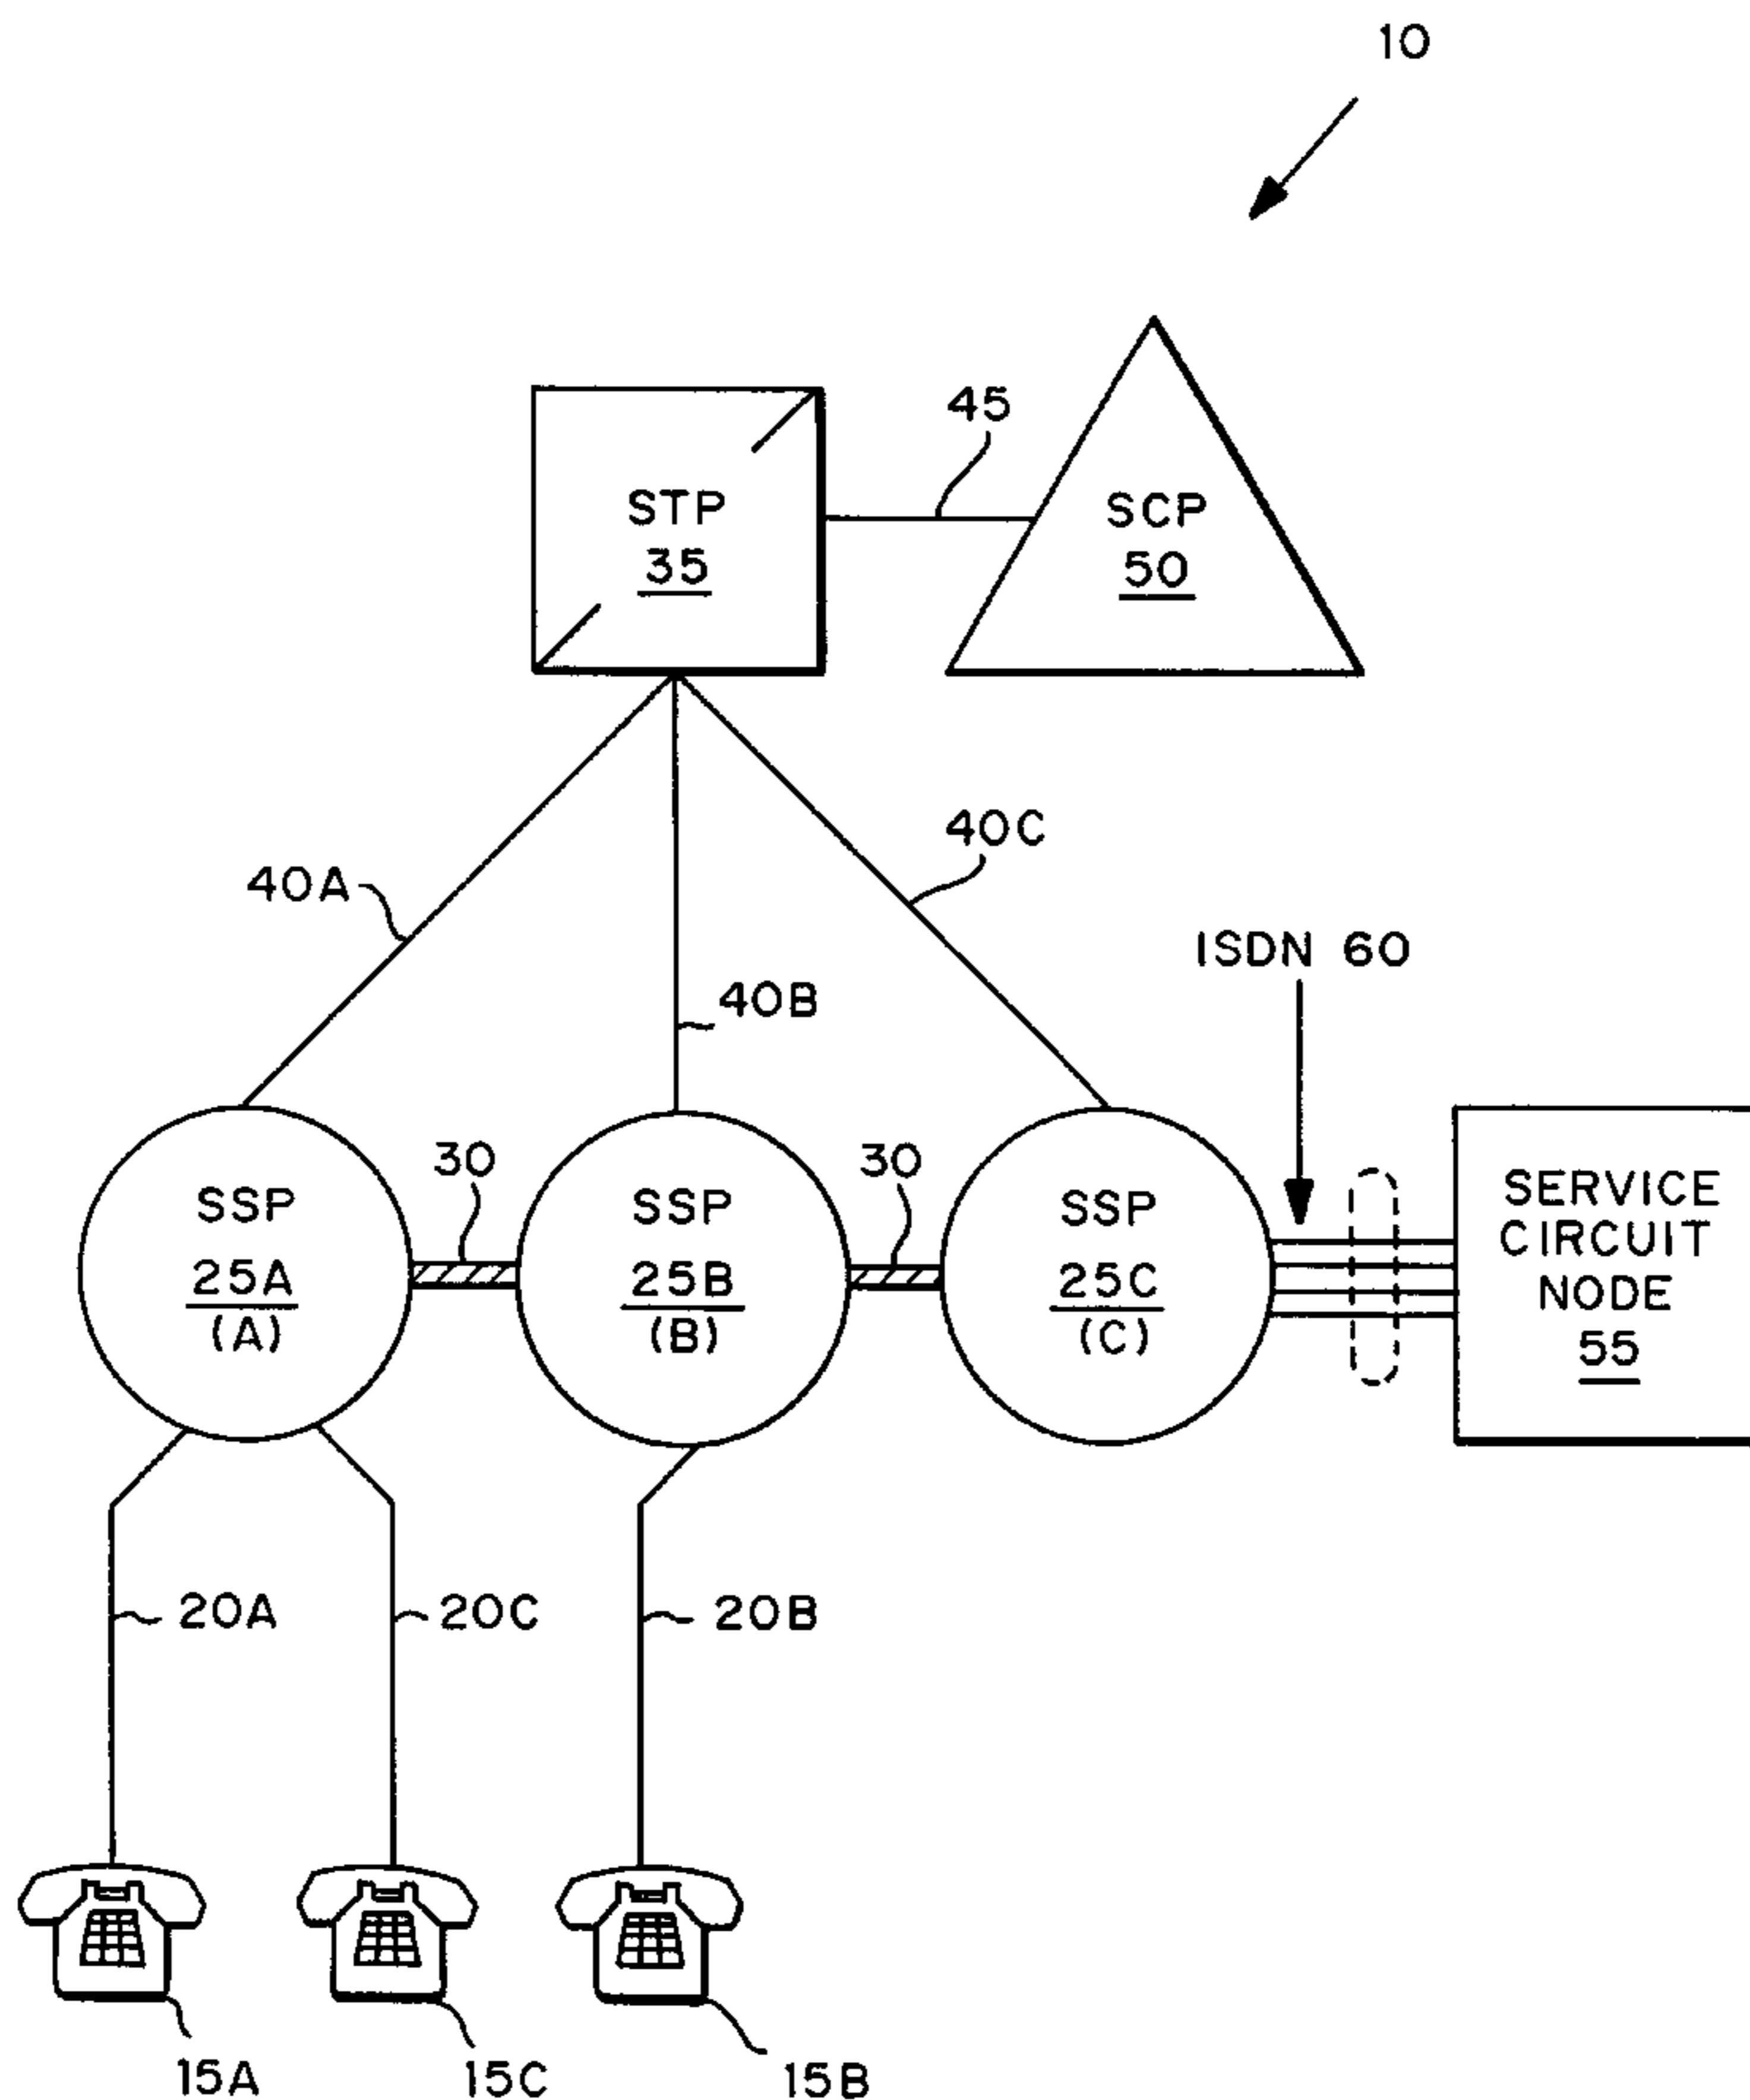 10
45
STP
35
SCP
50
40A
40C
40B
ISDN 60
30
30
SSP
25A
(A)
SSP
25B
(B)
SSP
25C
(C)
SERVICE
CIRCUIT
NODE
55
20A
20C
20B
15A
15C
15B